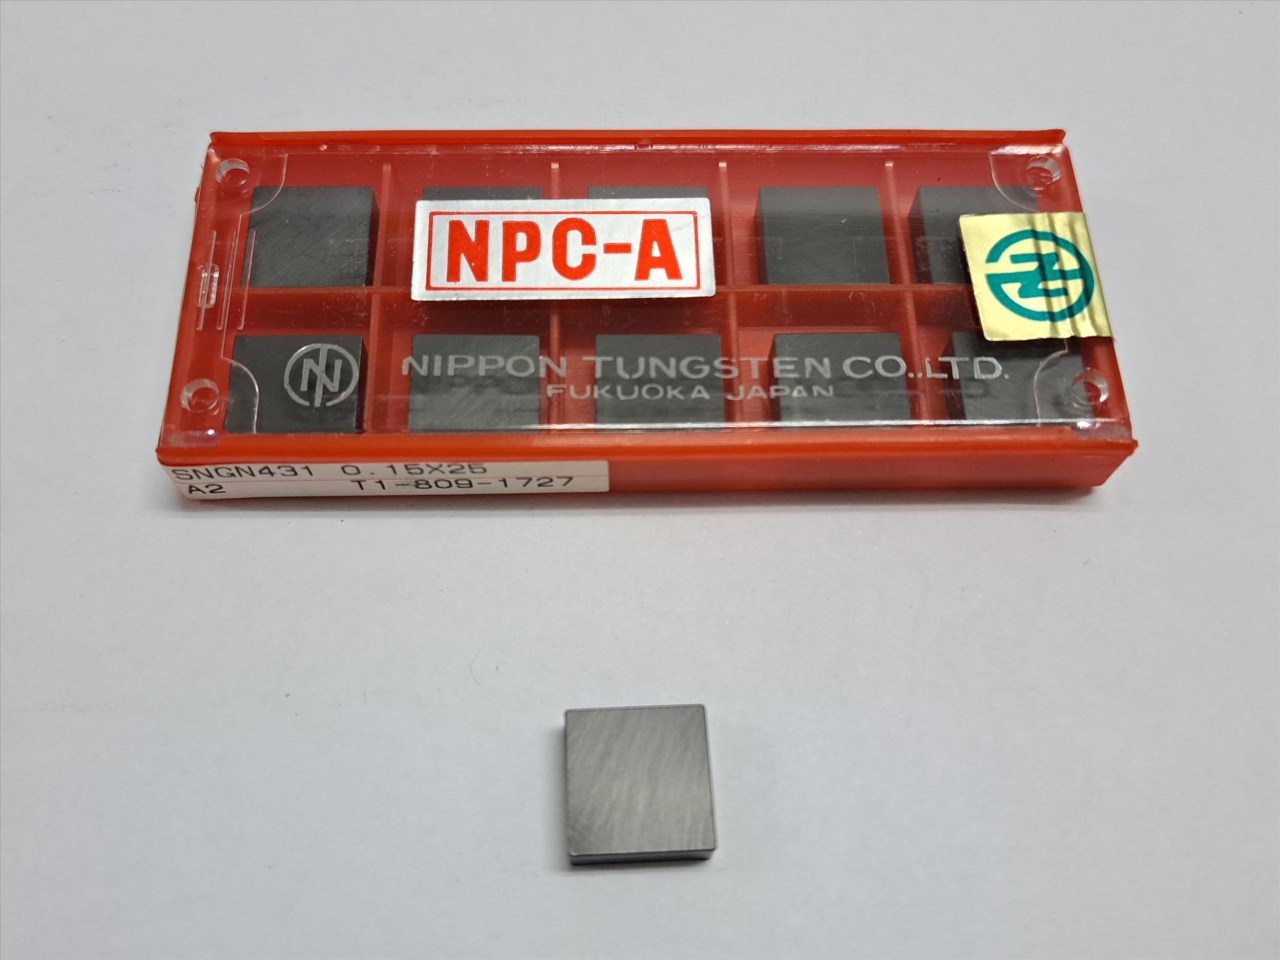 NPC-A
NIPPON TUNGSTEN CO.,LTD.
FUKUOKA JAPAN
SNGN431 0.15X25
A2 T1-809-1727